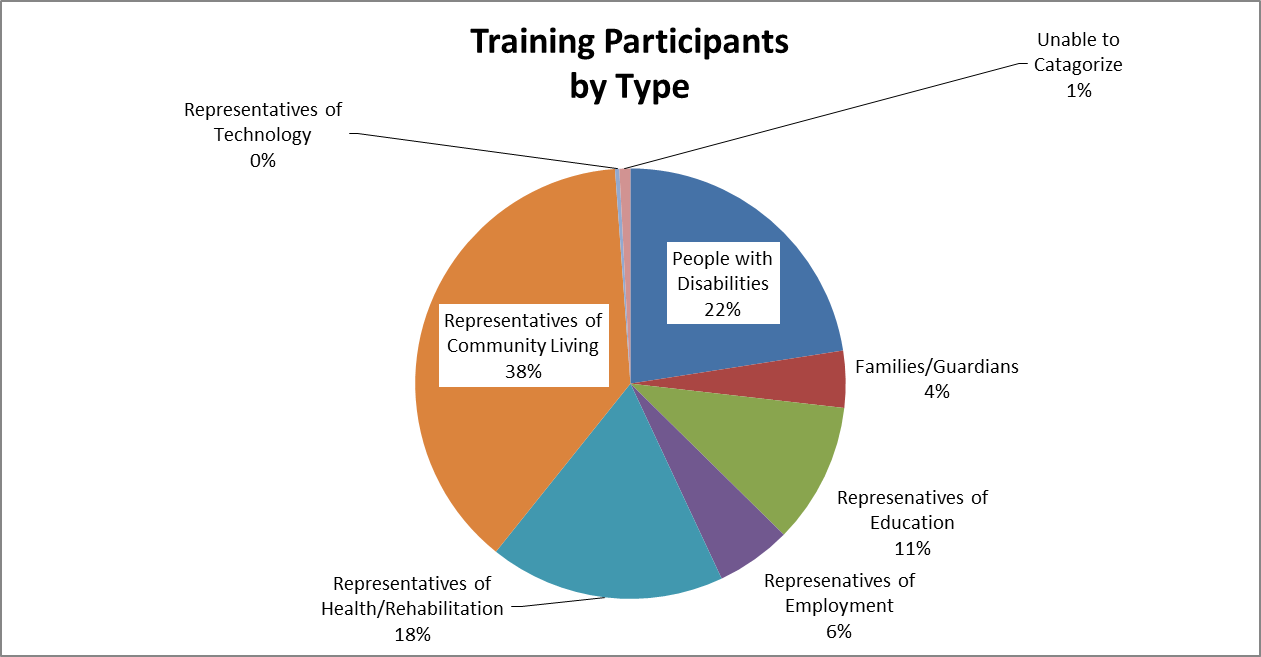 Training Participants
by Type
Unable to
Catagorize
1%
Representatives of
Technology
0%
People with
Disabilities
22%
Representatives of
Community Living
38%
Families/Guardians
4%
Represenatives of
Education
11%
Represenatives of
Employment
6%
Representatives of
Health/Rehabilitation
18%